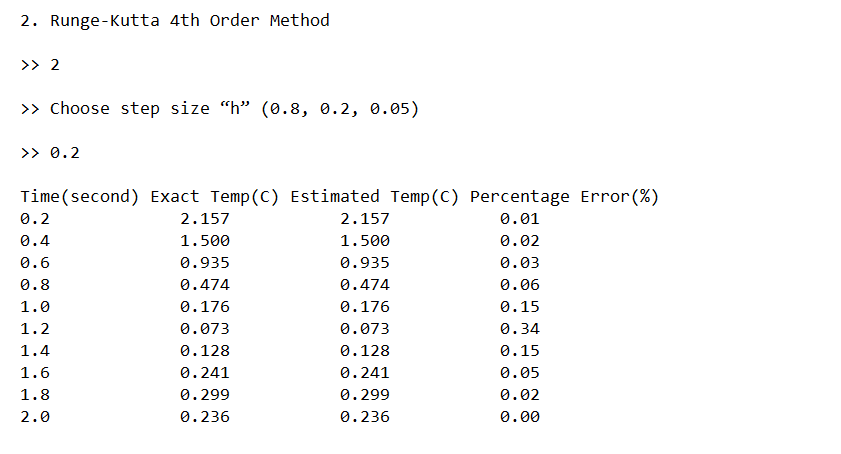 2. Runge-Kutta 4th Order Method
>> 2
>> Choose step size “h” (0.8, 0.2, 0.05)
>> 0.2
Time(second) Exact Temp(C) Estimated Temp(C) Percentage Error(%)
0.2 2.157 2.157 0.01
0.4 1.500 1.500 0.02
0.6 0.935 0.935 0.03
0.8 0.474 0.474 0.06
1.0 0.176 0.176 0.15
1.2 0.073 0.073 0.34
1.4 0.128 0.128 0.15
1.6 0.241 0.241 0.05
1.8 0.299 0.299 0.02
2.0 0.236 0.236 0.00